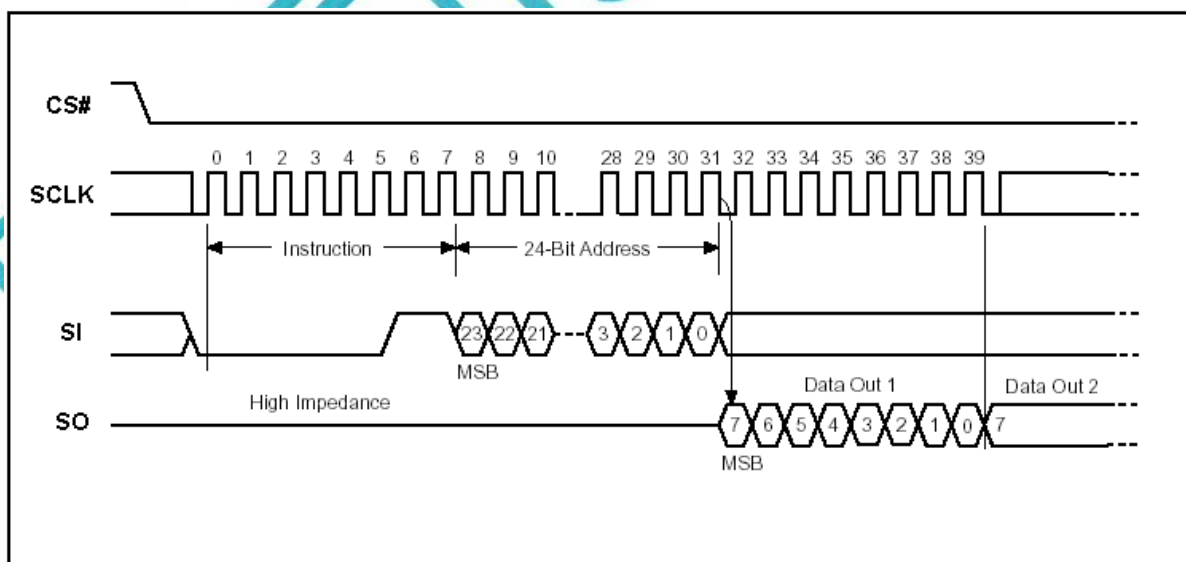 CS#
0 1 2 3 4 5 6 7 8 9 10 28 29 30 31 32 33 34 35 36 37 38 39
SCLK
Instruction 24-Bit Address
SI 23 22 21 3 2 1 0
MSB
Data Out 1 Data Out 2
High Impedance
SO 7 6 5 4 3 2 1 0 7
MSB